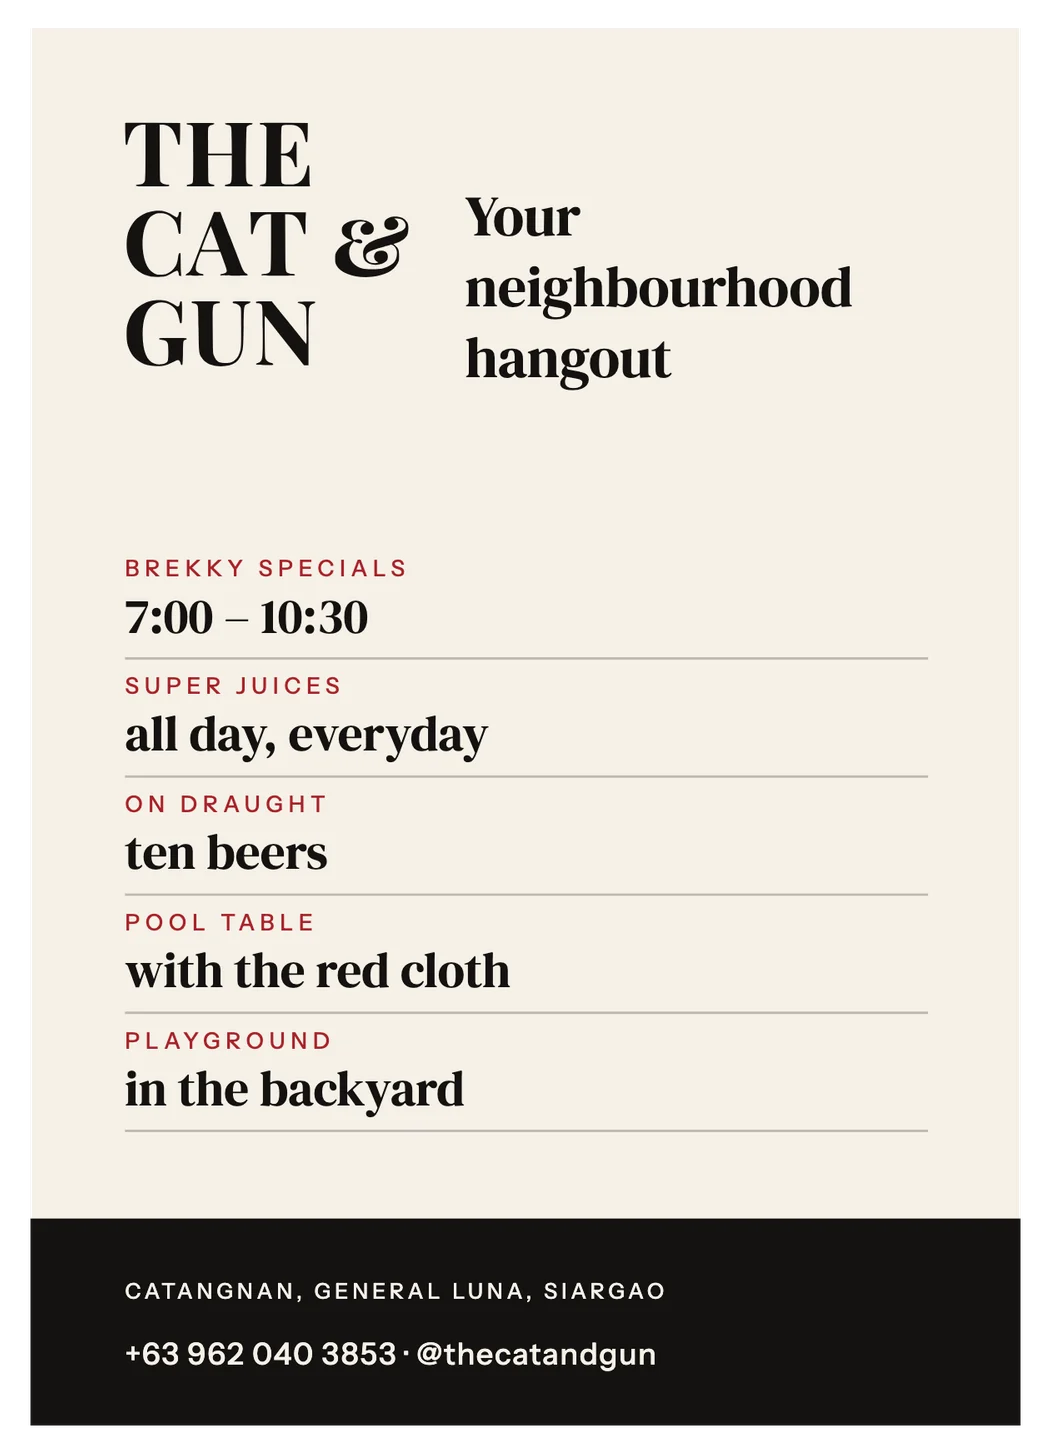 THE
CAT &
GUN
Your
neighbourhood
hangout
BREKKY SPECIALS
7:00 – 10:30
SUPER JUICES
all day, everyday
ON DRAUGHT
ten beers
POOL TABLE
with the red cloth
PLAYGROUND
in the backyard
CATANGNAN, GENERAL LUNA, SIARGAO
+63 962 040 3853 · @thecatandgun